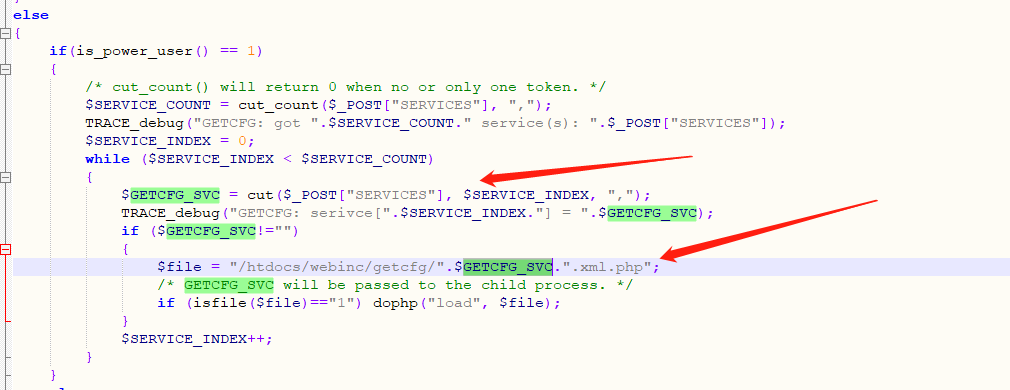 else
{
if(is_power_user() == 1)
{
/* cut_count() will return 0 when no or only one token. */
$SERVICE_COUNT = cut_count($_POST["SERVICES"], ",");
TRACE_debug("GETCFG: got ".$SERVICE_COUNT." service(s): ".$_POST["SERVICES"]);
$SERVICE_INDEX = 0;
while ($SERVICE_INDEX < $SERVICE_COUNT)
{
$GETCFG_SVC = cut($_POST["SERVICES"], $SERVICE_INDEX, ",");
TRACE_debug("GETCFG: serivce[".$SERVICE_INDEX."] = ".$GETCFG_SVC);
if ($GETCFG_SVC!="")
{
$file = "/htdocs/webinc/getcfg/".$GETCFG_SVC.".xml.php";
/* GETCFG_SVC will be passed to the child process. */
if (isfile($file)=="1") dophp("load", $file);
}
$SERVICE_INDEX++;
}
}